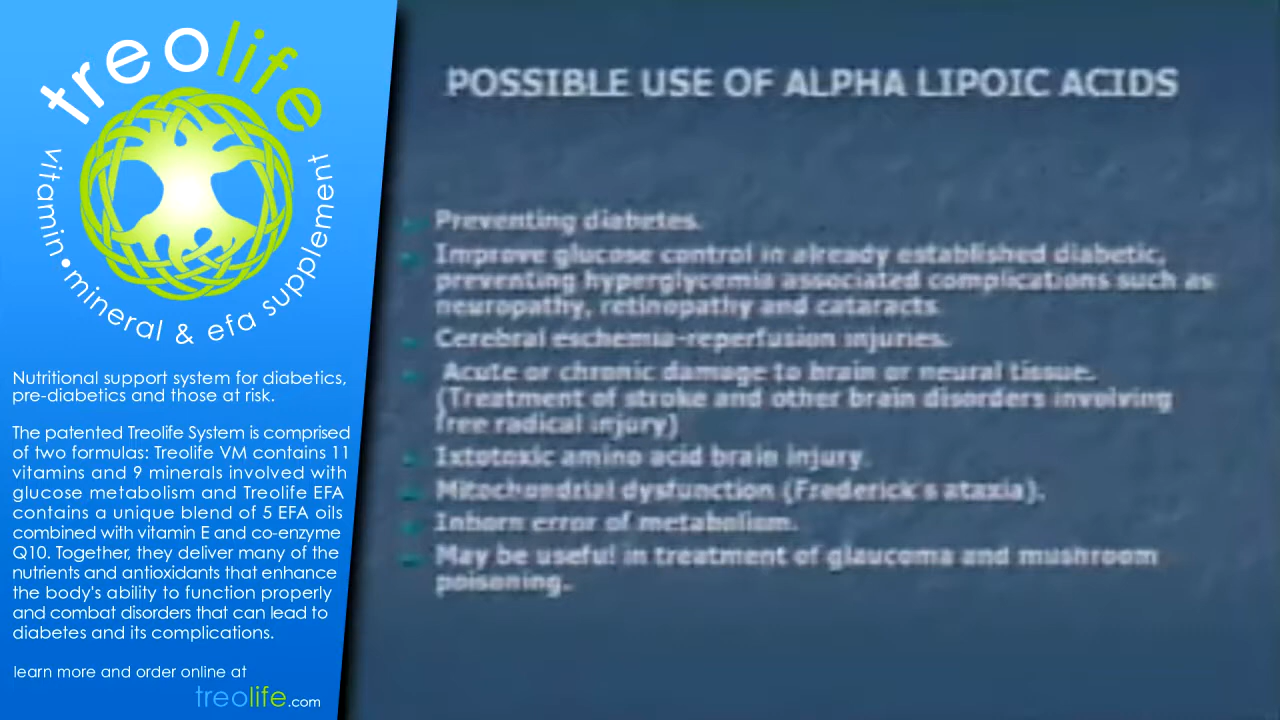 treolife
vitamin • mineral & efa supplement
Nutritional support system for diabetics,
pre-diabetics and those at risk.
The patented Treolife System is comprised
of two formulas: Treolife VM contains 11
vitamins and 9 minerals involved with
glucose metabolism and Treolife EFA
contains a unique blend of 5 EFA oils
combined with vitamin E and co-enzyme
Q10. Together, they deliver many of the
nutrients and antioxidants that enhance
the body's ability to function properly
and combat disorders that can lead to
diabetes and its complications.
learn more and order online at
treolife.com
POSSIBLE USE OF ALPHA LIPOIC ACIDS
Preventing diabetes.
Improve glucose control in already established diabetic,
preventing hyperglycemia associated complications such as
neuropathy, retinopathy and cataracts.
Cerebral eschemia-reperfusion injuries.
Acute or chronic damage to brain or neural tissue.
(Treatment of stroke and other brain disorders involving
free radical injury)
Ixtotoxic amino acid brain injury.
Mitochondrial dysfunction (Frederick's ataxia).
Inborn error of metabolism.
May be useful in treatment of glaucoma and mushroom
poisoning.